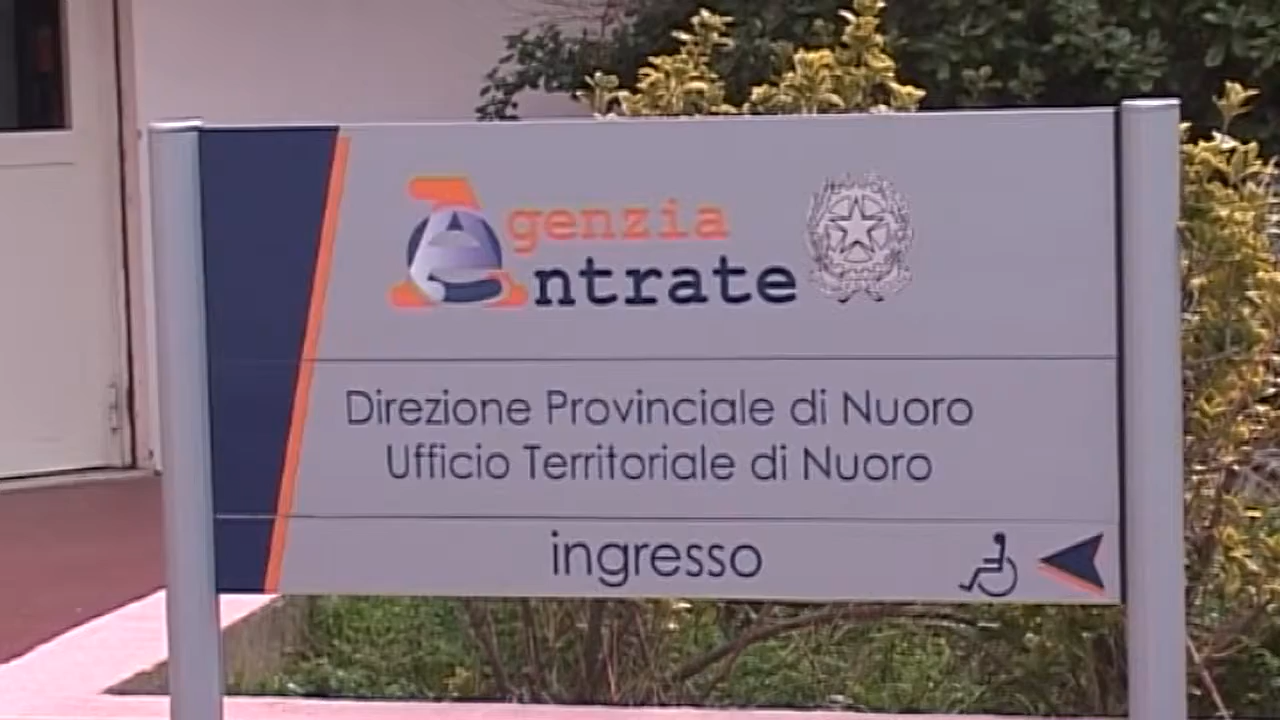 Agenzia
Entrate
Direzione Provinciale di Nuoro
Ufficio Territoriale di Nuoro
ingresso